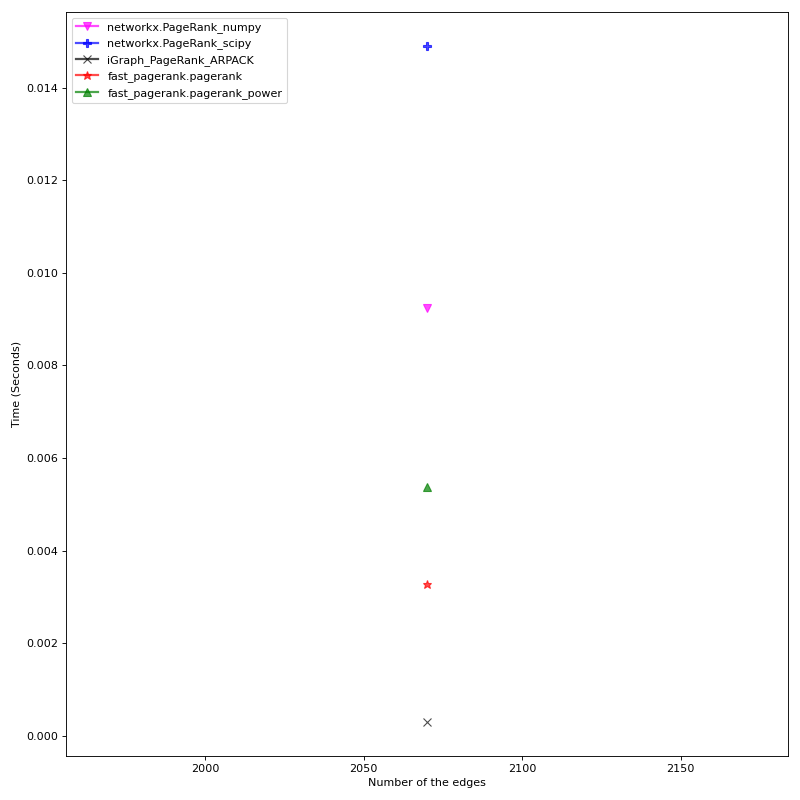 networkx.PageRank_numpy
networkx.PageRank_scipy
iGraph_PageRank_ARPACK
fast_pagerank.pagerank
fast_pagerank.pagerank_power
0.014
0.012
0.010
0.008
0.006
0.004
0.002
0.000
Time (Seconds)
2000
2050
2100
2150
Number of the edges